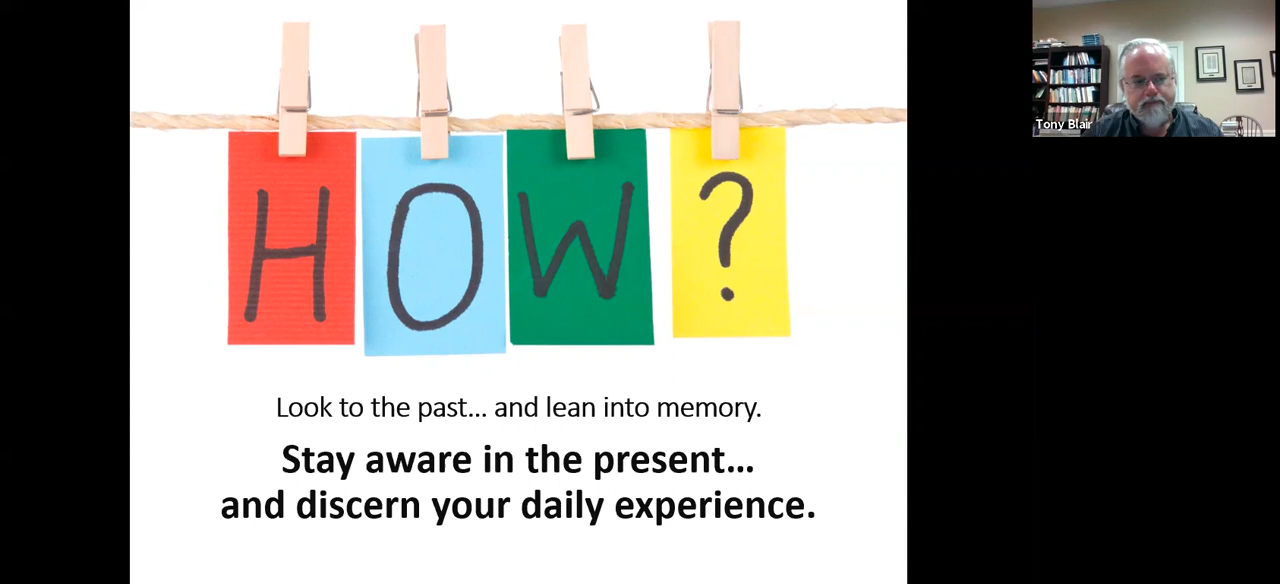 HOW?
Look to the past... and lean into memory.
Stay aware in the present...
and discern your daily experience.
Tony Blair